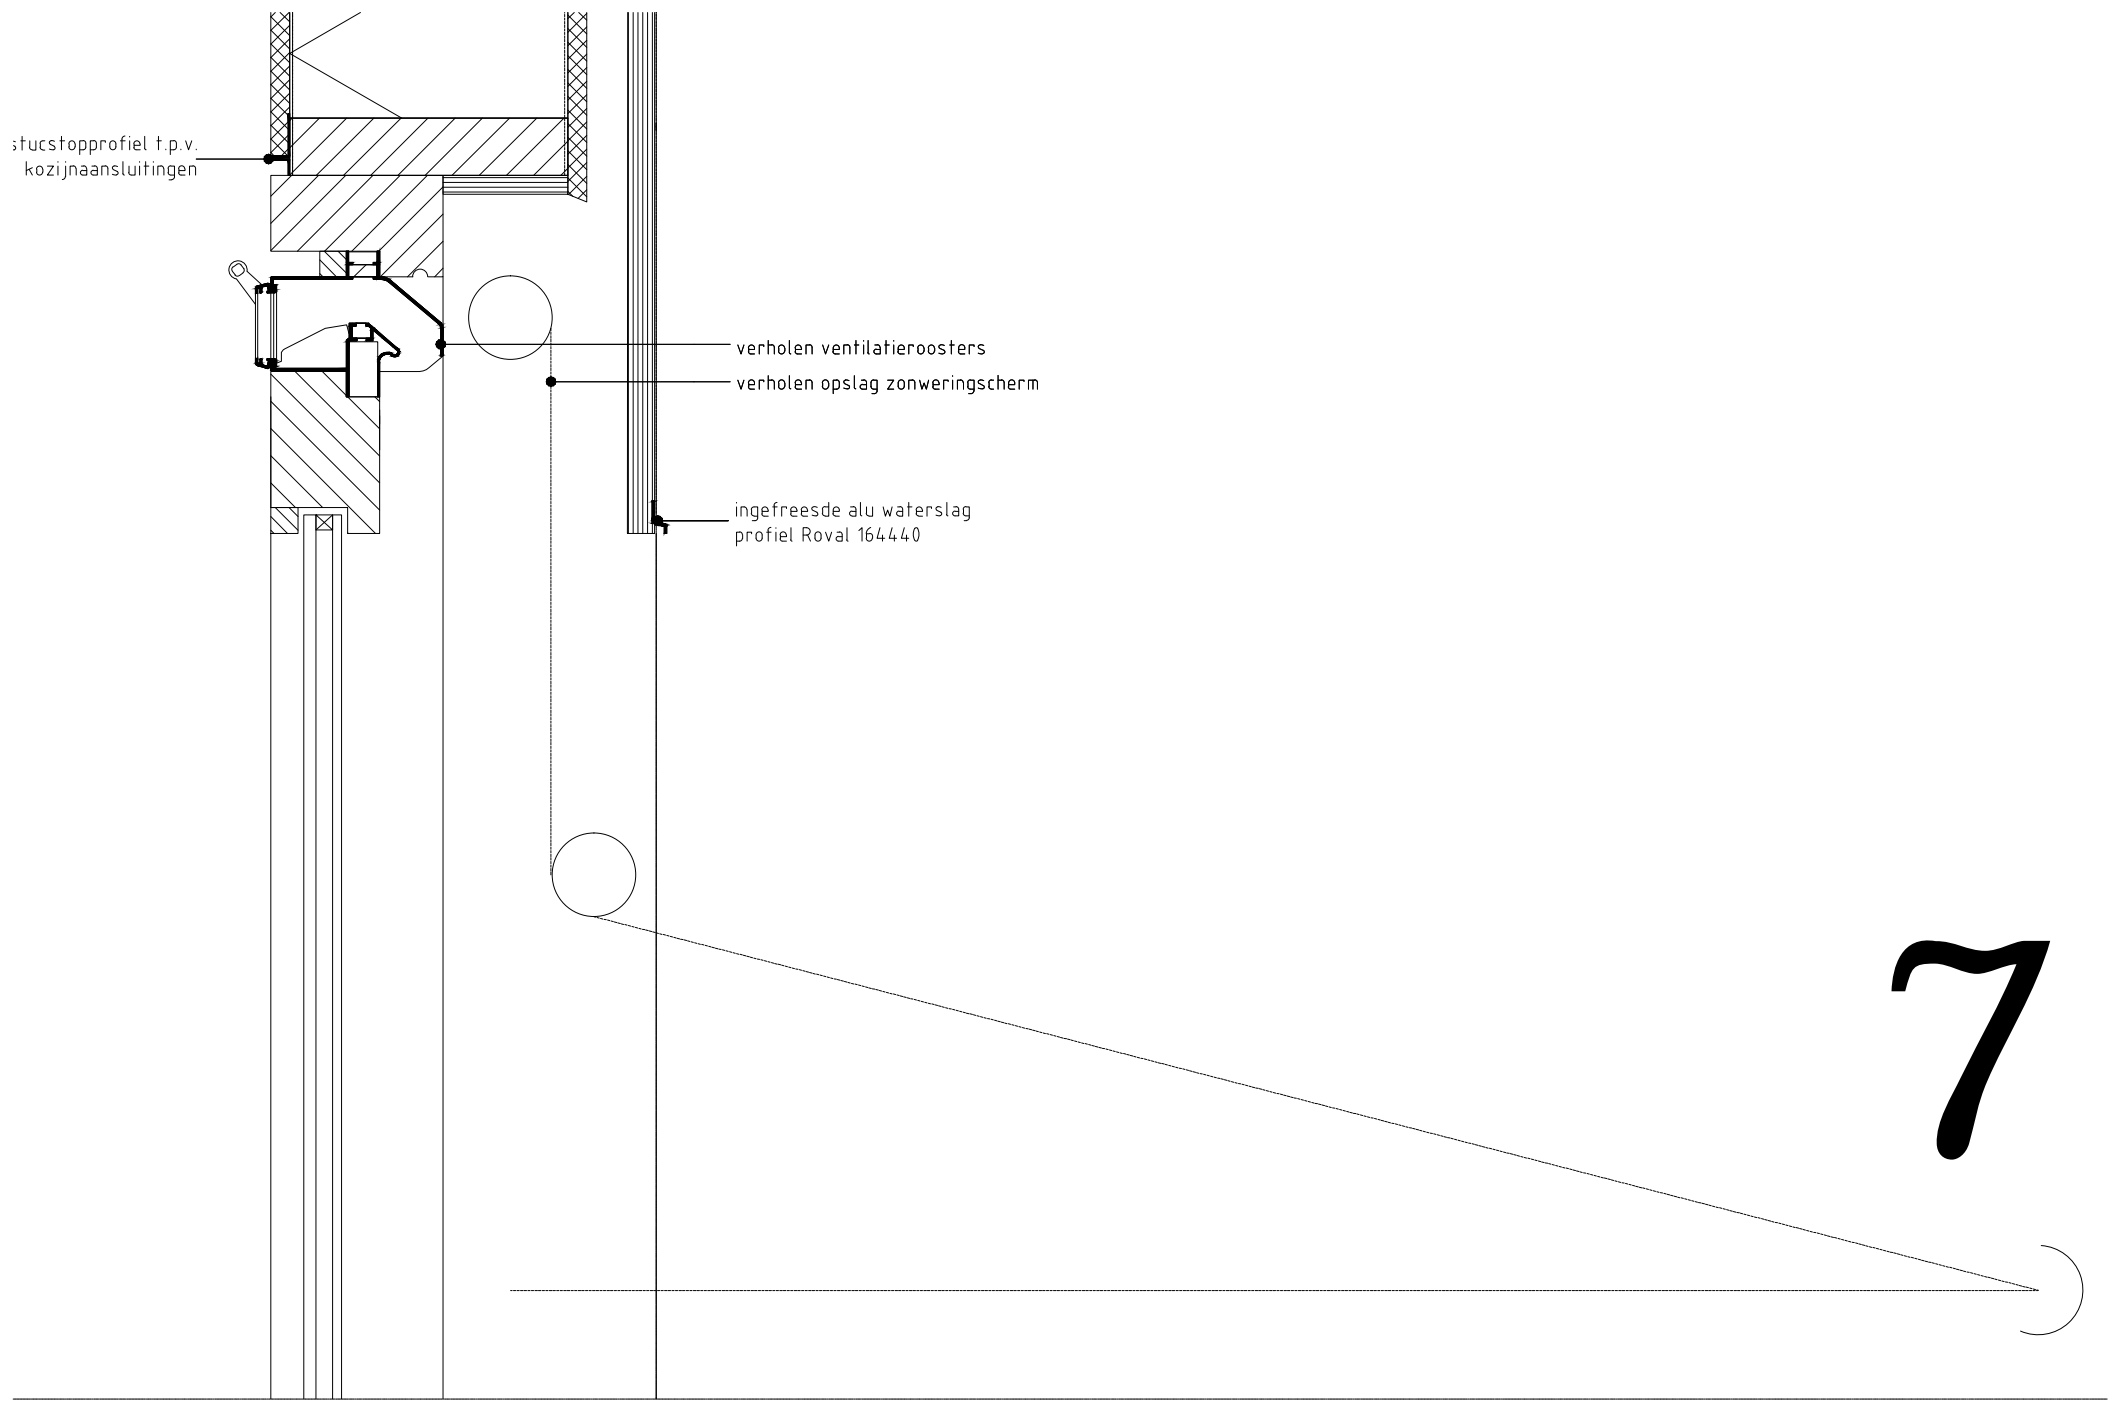 stucstopprofiel t.p.v.
kozijnaansluitingen
verholen ventilatieroosters
verholen opslag zonweringscherm
ingefreesde alu waterslag
profiel Roval 164440
7